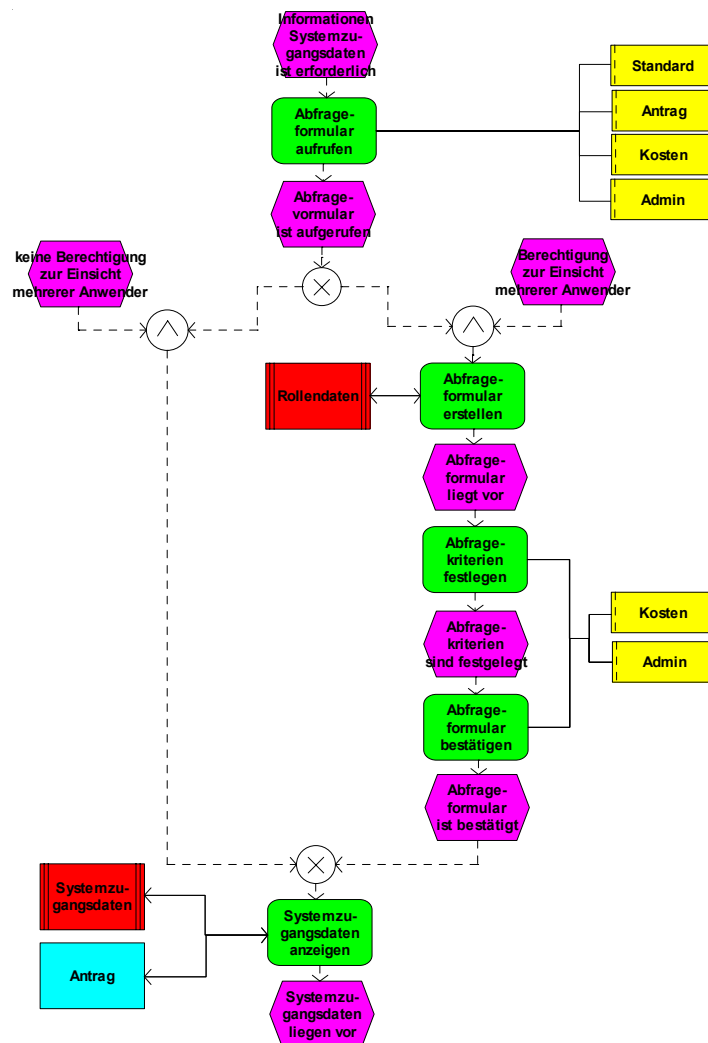 Informationen
Systemzu-
gangsdaten
ist erforderlich
Standard
Abfrage-
formular
aufrufen
Antrag
Kosten
Admin
Abfrage-
vormular
ist aufgerufen
keine Berechtigung
zur Einsicht
mehrerer Anwender
Berechtigung
zur Einsicht
mehrerer Anwender
Rollendaten
Abfrage-
formular
erstellen
Abfrage-
formular
liegt vor
Abfrage-
kriterien
festlegen
Kosten
Admin
Abfrage-
kriterien
sind festgelegt
Abfrage-
formular
bestätigen
Abfrage-
formular
ist bestätigt
Systemzu-
gangsdaten
Antrag
Systemzu-
gangsdaten
anzeigen
Systemzu-
gangsdaten
liegen vor